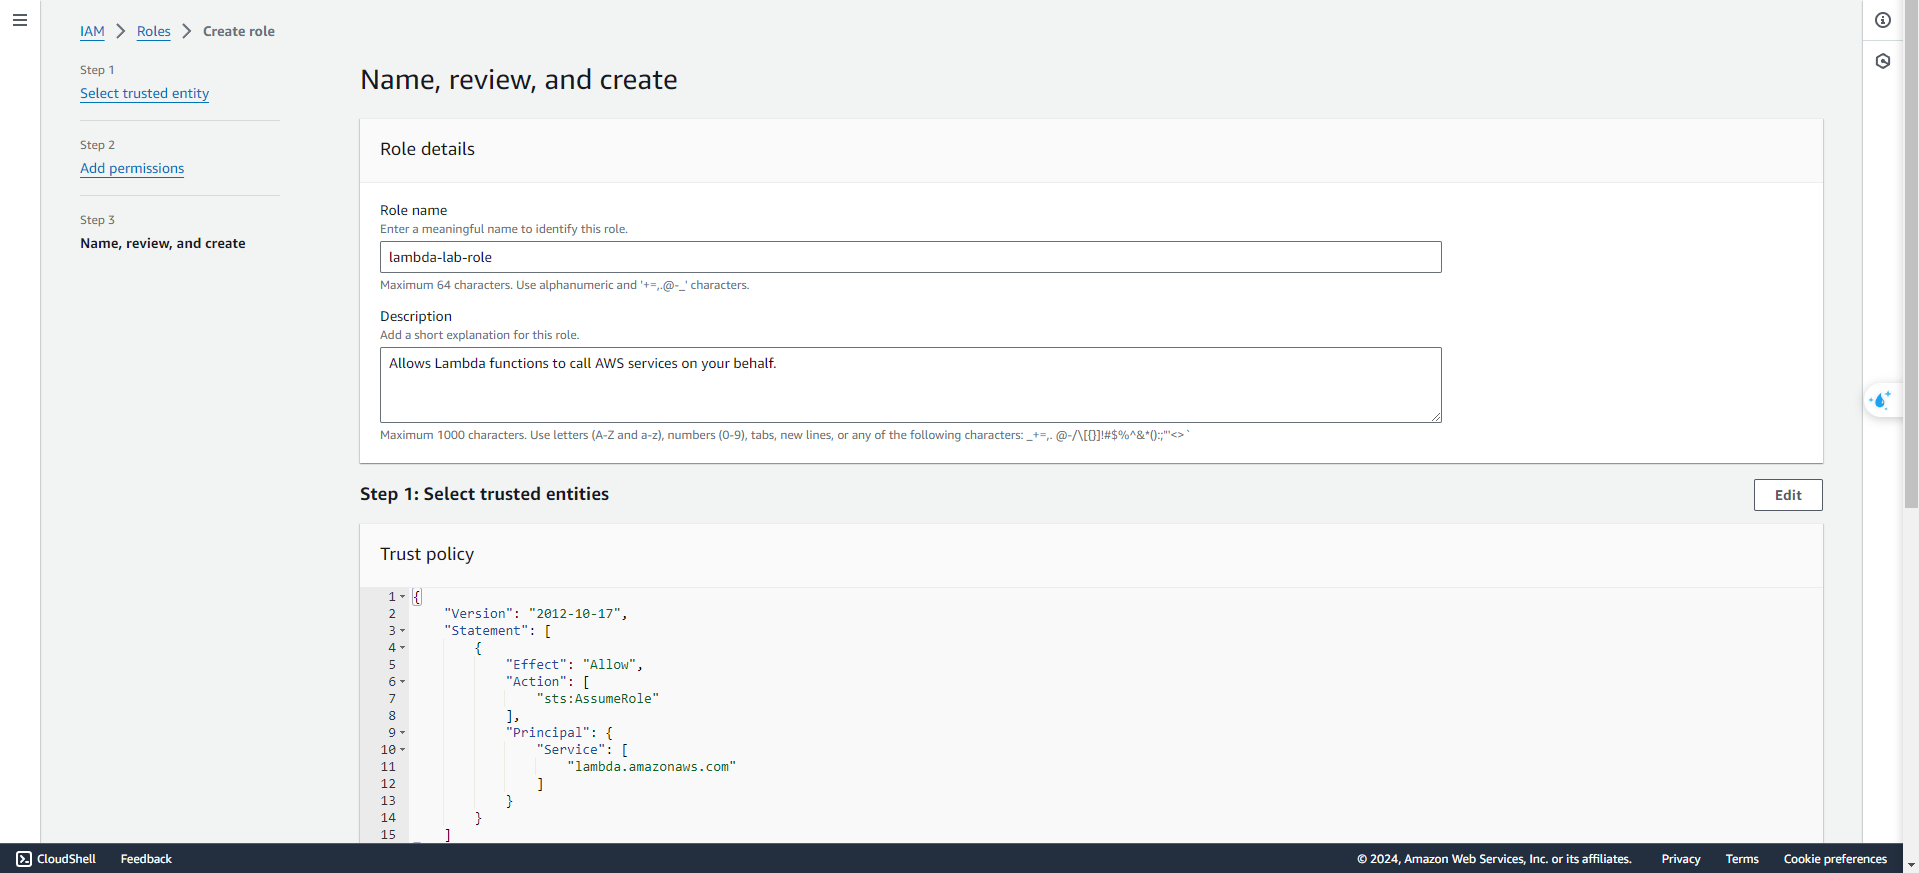 IAM > Roles > Create role
Step 1
Select trusted entity
Step 2
Add permissions
Step 3
Name, review, and create
Name, review, and create
Role details
Role name
Enter a meaningful name to identify this role.
lambda-lab-role
Maximum 64 characters. Use alphanumeric and '+=,.@-_' characters.
Description
Add a short explanation for this role.
Allows Lambda functions to call AWS services on your behalf.
Maximum 1000 characters. Use letters (A-Z and a-z), numbers (0-9), tabs, new lines, or any of the following characters: _+=,. @-/\[{}]!#$%^&*();:"'<>`
Step 1: Select trusted entities
Edit
Trust policy
1 {
2     "Version": "2012-10-17",
3     "Statement": [
4         {
5             "Effect": "Allow",
6             "Action": [
7                 "sts:AssumeRole"
8             ],
9             "Principal": {
10                 "Service": [
11                     "lambda.amazonaws.com"
12                 ]
13             }
14         }
15     ]
CloudShell Feedback © 2024, Amazon Web Services, Inc. or its affiliates. Privacy Terms Cookie preferences